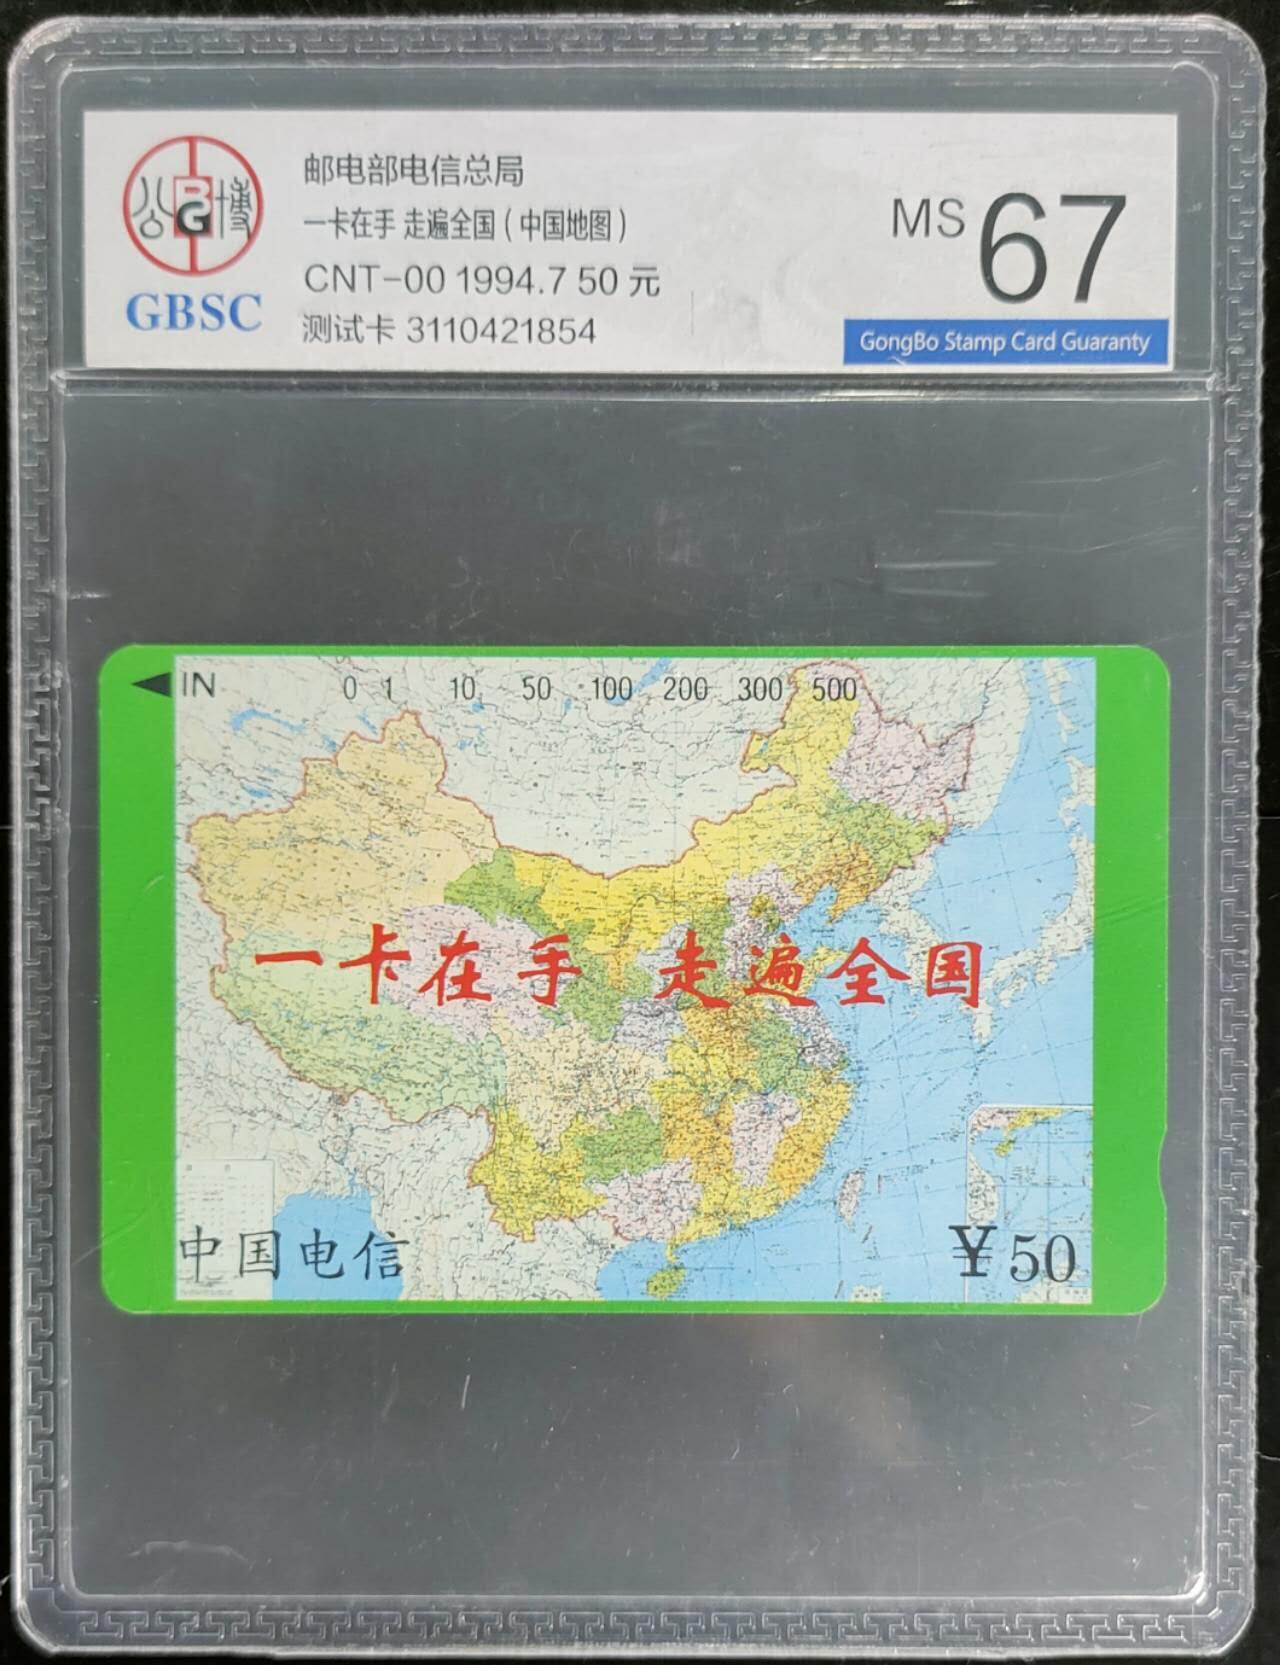 公博
BG
GBSC
邮电部电信总局
一卡在手 走遍全国(中国地图)
CNT-00 1994.7 50 元
测试卡 3110421854
MS 67
GongBo Stamp Card Guaranty
IN 0 1 10 50 100 200 300 500
一卡在手 走遍全国
中国电信 ¥50